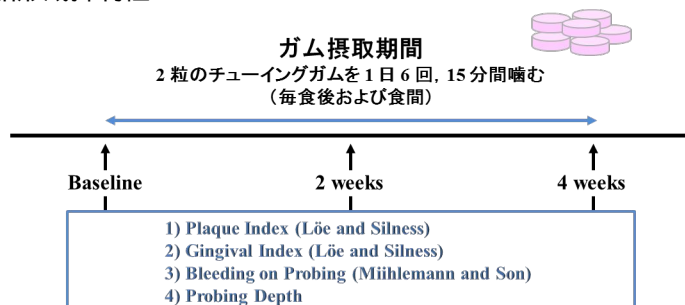 ガム摂取期間
2 粒のチューイングガムを 1 日 6 回, 15 分間噛む
（毎食後および食間）
Baseline
2 weeks
4 weeks
1) Plaque Index (Löe and Silness)
2) Gingival Index (Löe and Silness)
3) Bleeding on Probing (Miihlemann and Son)
4) Probing Depth